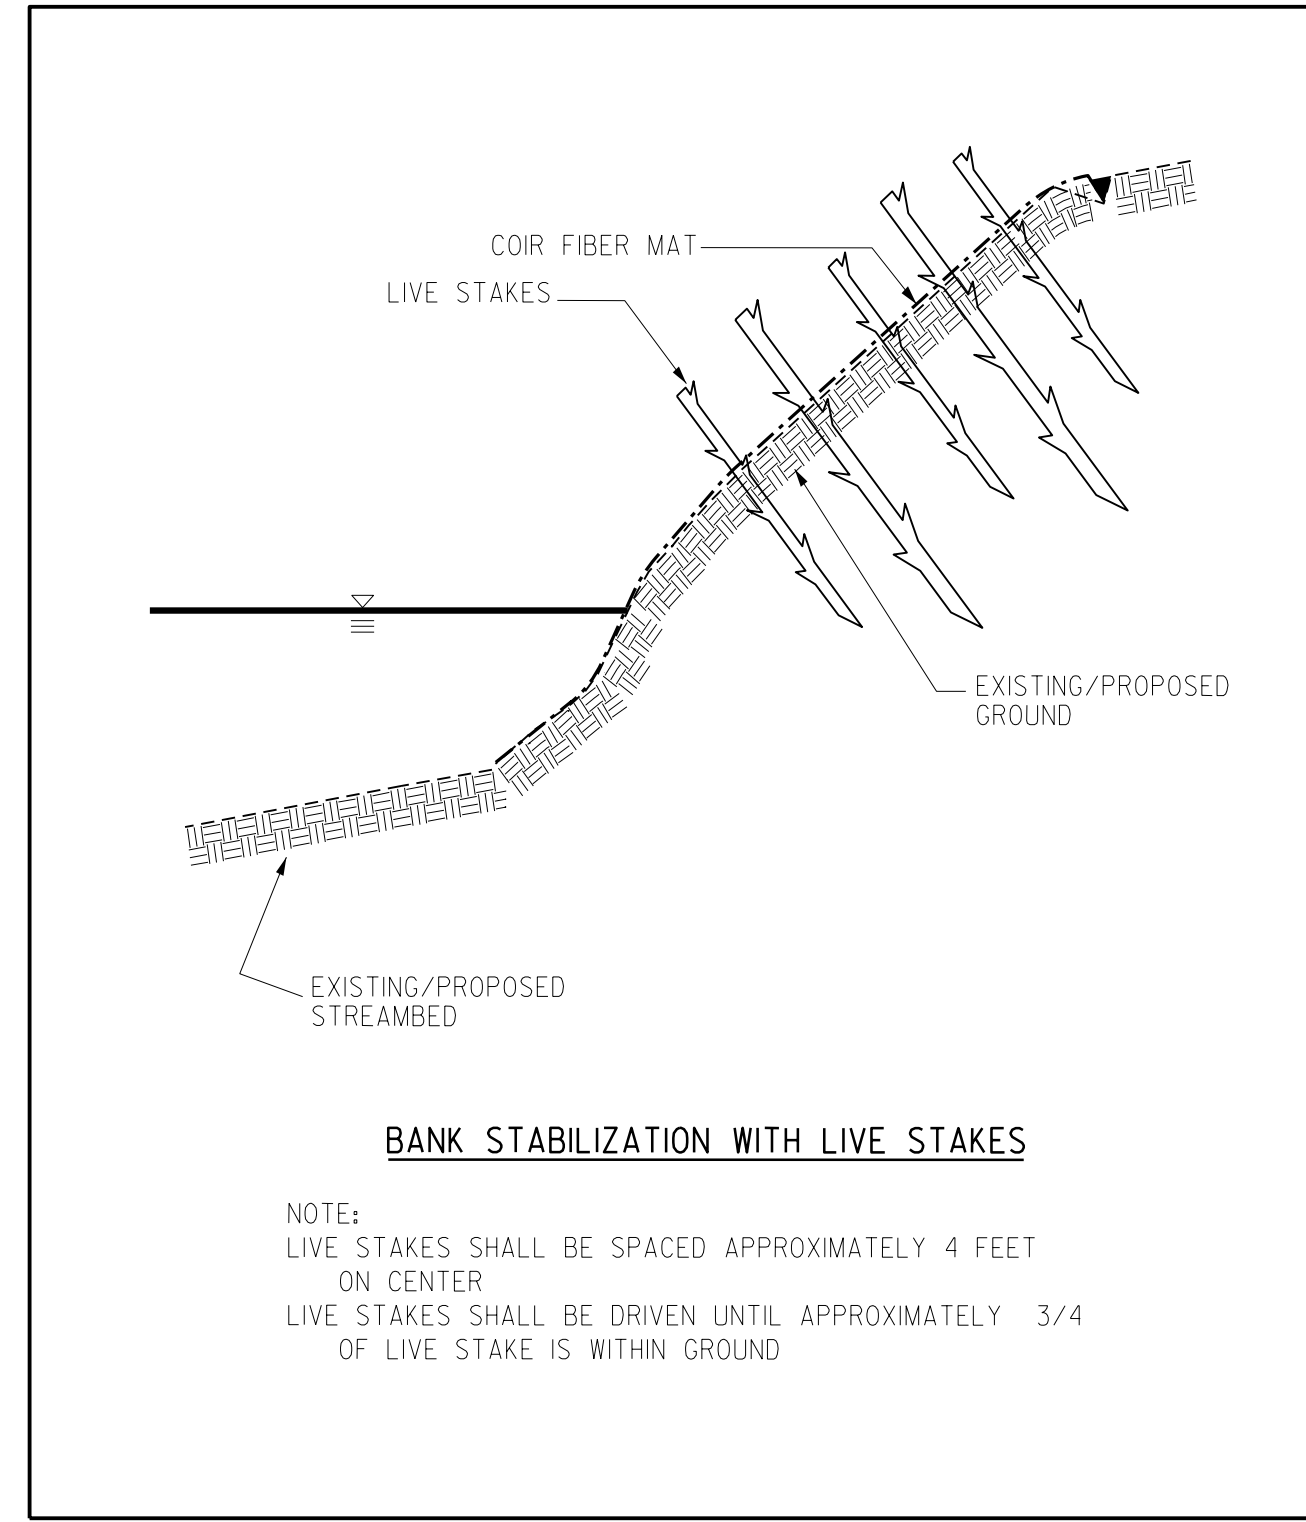 COIR FIBER MAT
LIVE STAKES
EXISTING/PROPOSED
GROUND
EXISTING/PROPOSED
STREAMBED
BANK STABILIZATION WITH LIVE STAKES
NOTE:
LIVE STAKES SHALL BE SPACED APPROXIMATELY 4 FEET
ON CENTER
LIVE STAKES SHALL BE DRIVEN UNTIL APPROXIMATELY 3/4
OF LIVE STAKE IS WITHIN GROUND